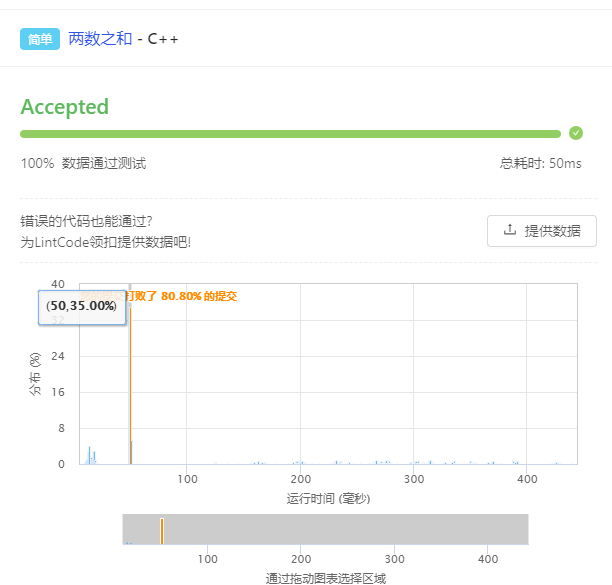 简单 两数之和 - C++
Accepted
100% 数据通过测试 总耗时: 50ms
错误的代码也能通过?
为LintCode领扣提供数据吧!
提供数据
打败了 80.80% 的提交
(50,35.00%)
40
32
24
16
8
0
分布 (%)
100 200 300 400
运行时间 (毫秒)
100 200 300 400
通过拖动图表选择区域